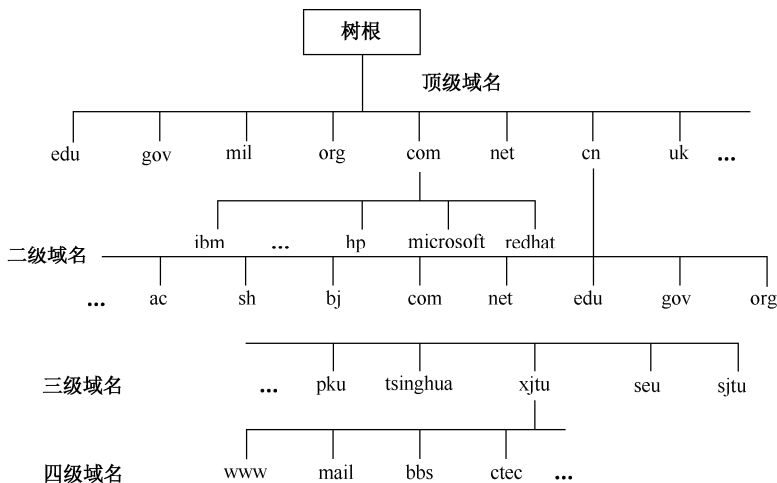 树根
顶级域名
edu gov mil org com net cn uk ...
ibm ... hp microsoft redhat
二级域名
... ac sh bj com net edu gov org
三级域名 ... pku tsinghua xjtu seu sjtu
四级域名 www mail bbs ctec ...